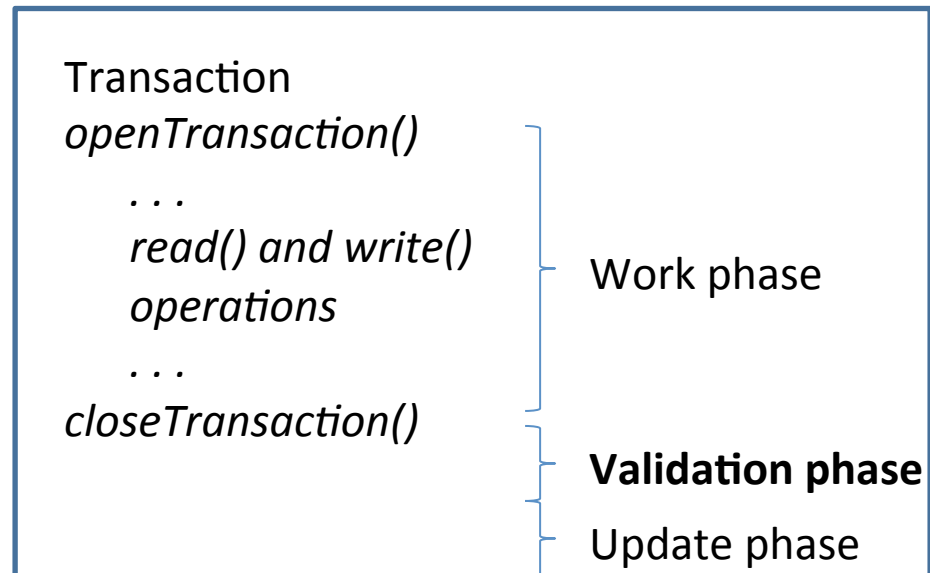 Transaction
openTransaction()
. . .
read() and write()
operations
. . .
closeTransaction()
Work phase
Validation phase
Update phase